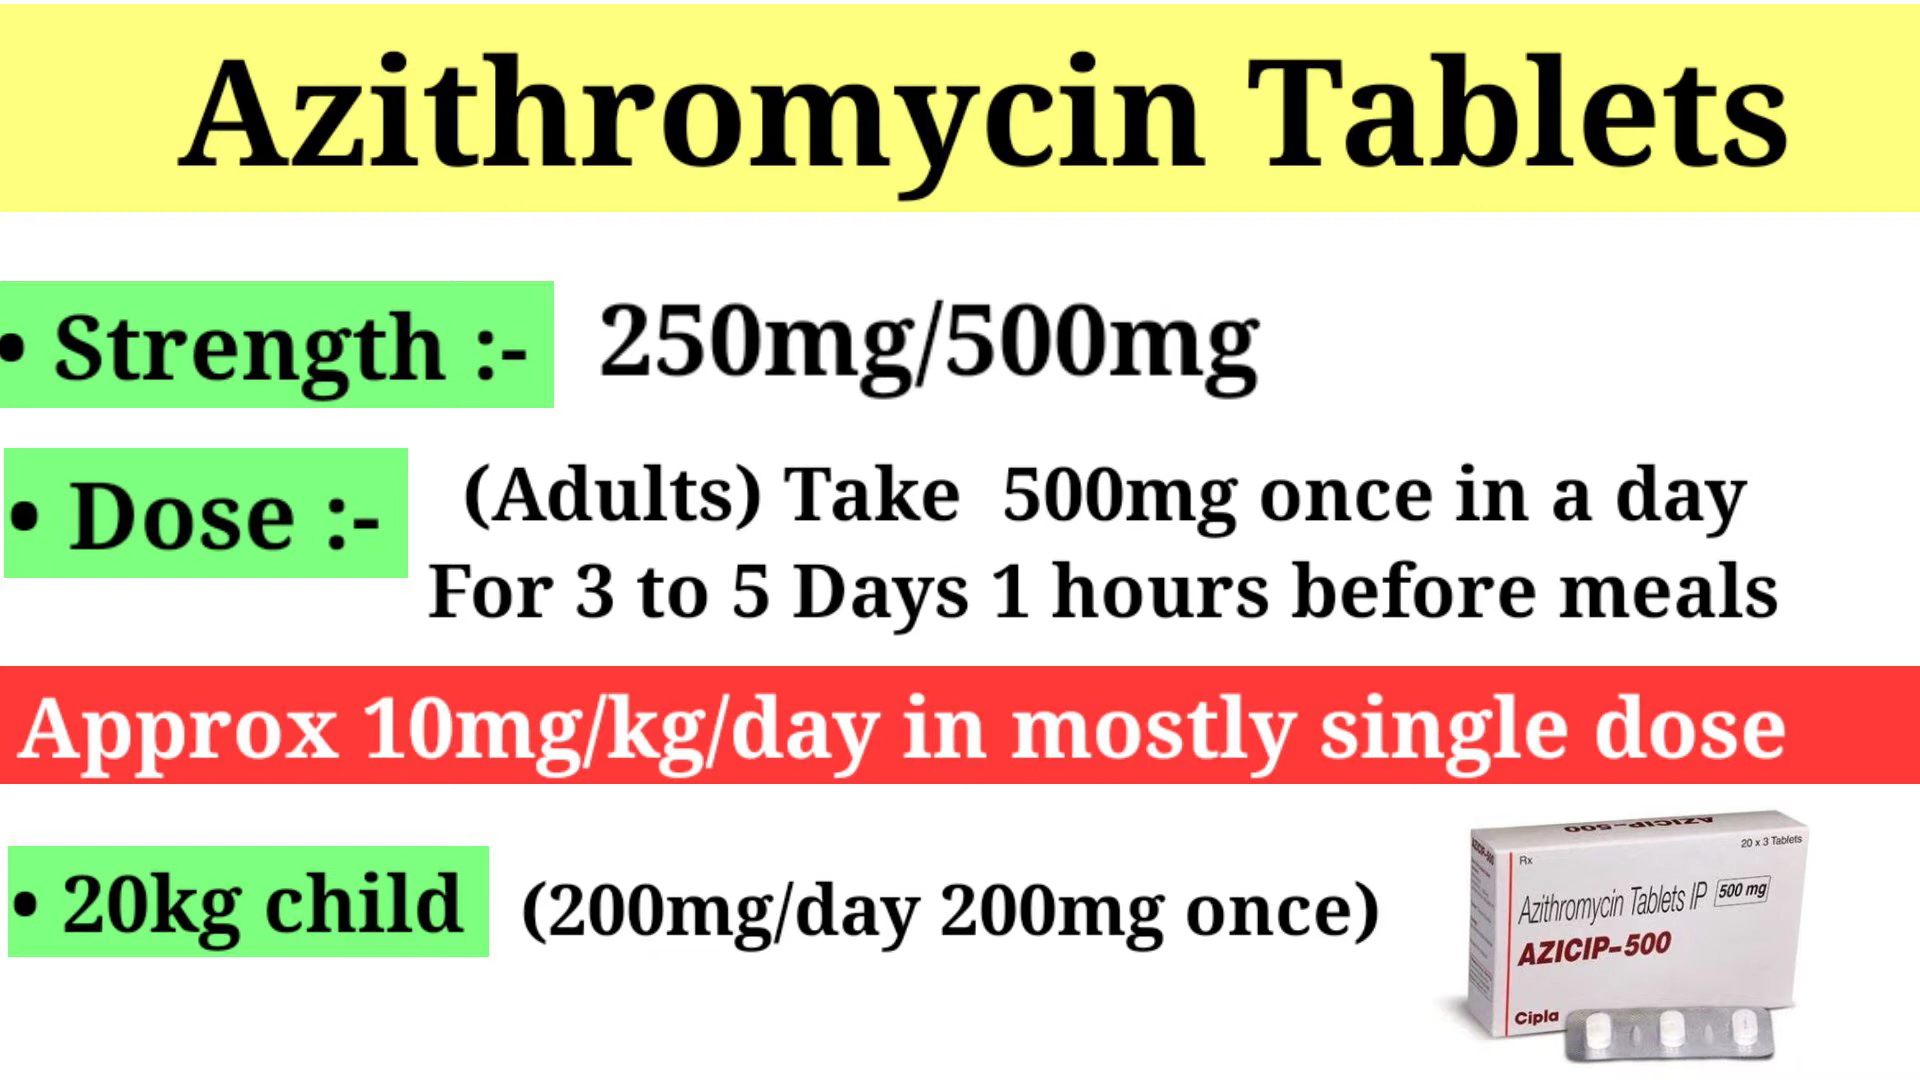 Azithromycin Tablets
• Strength :- 250mg/500mg
• Dose :- (Adults) Take 500mg once in a day
For 3 to 5 Days 1 hours before meals
Approx 10mg/kg/day in mostly single dose
• 20kg child (200mg/day 200mg once)
AZICIP-500
20 x 3 Tablets
Rx
Azithromycin Tablets IP 500 mg
AZICIP-500
Cipla